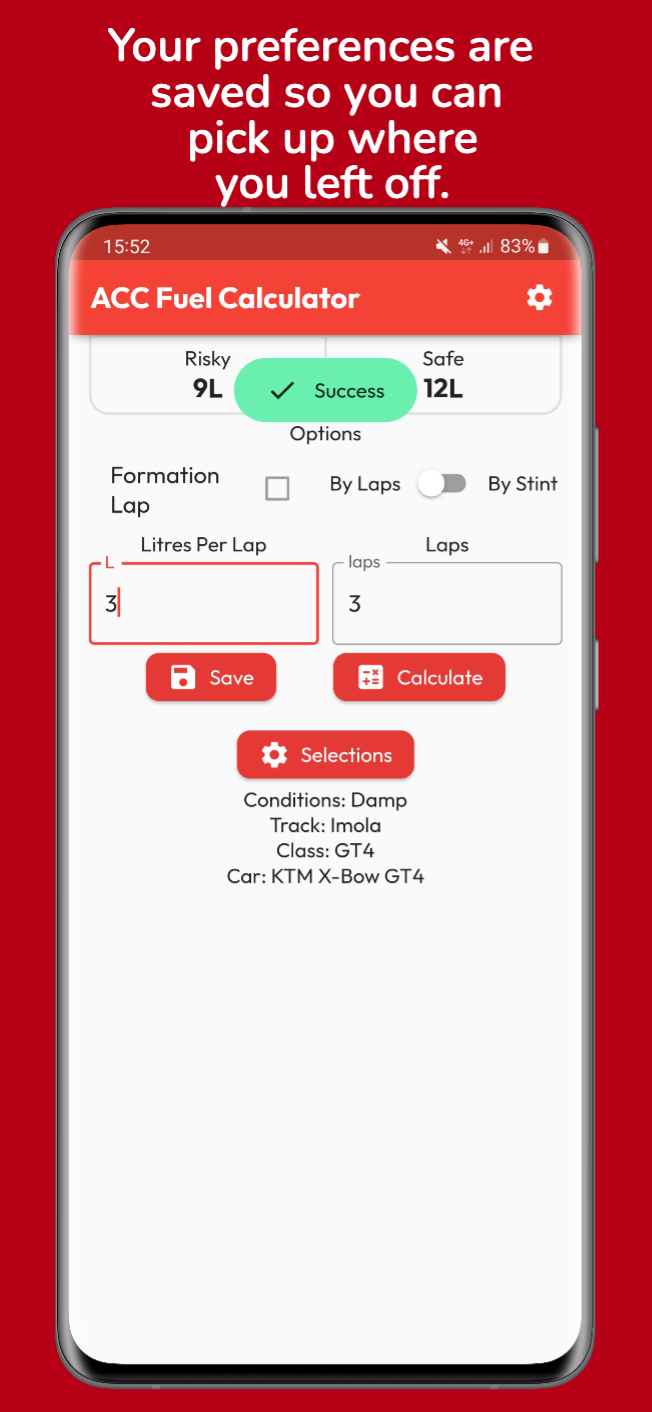 Your preferences are
saved so you can
pick up where
you left off.
15:52 4G+ 83%
ACC Fuel Calculator
Risky Safe
9L 12L
Success
Options
Formation
Lap
By Laps By Stint
Litres Per Lap Laps
L laps
3 3
Save Calculate
Selections
Conditions: Damp
Track: Imola
Class: GT4
Car: KTM X-Bow GT4